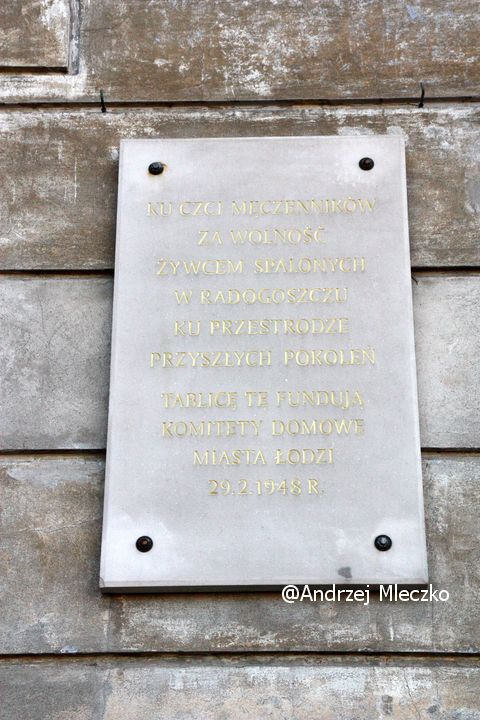 KU CZCI MĘCZENNIKÓW
ZA WOLNOŚĆ
ŻYWCEM SPALONYCH
W RADOGOSZCZU
KU PRZESTRODZE
PRZYSZŁYCH POKOLEŃ
TABLICĘ TĘ FUNDUJĄ
KOMITETY DOMOWE
MIASTA ŁODZI
29.2.1948 R.
@Andrzej Mleczko